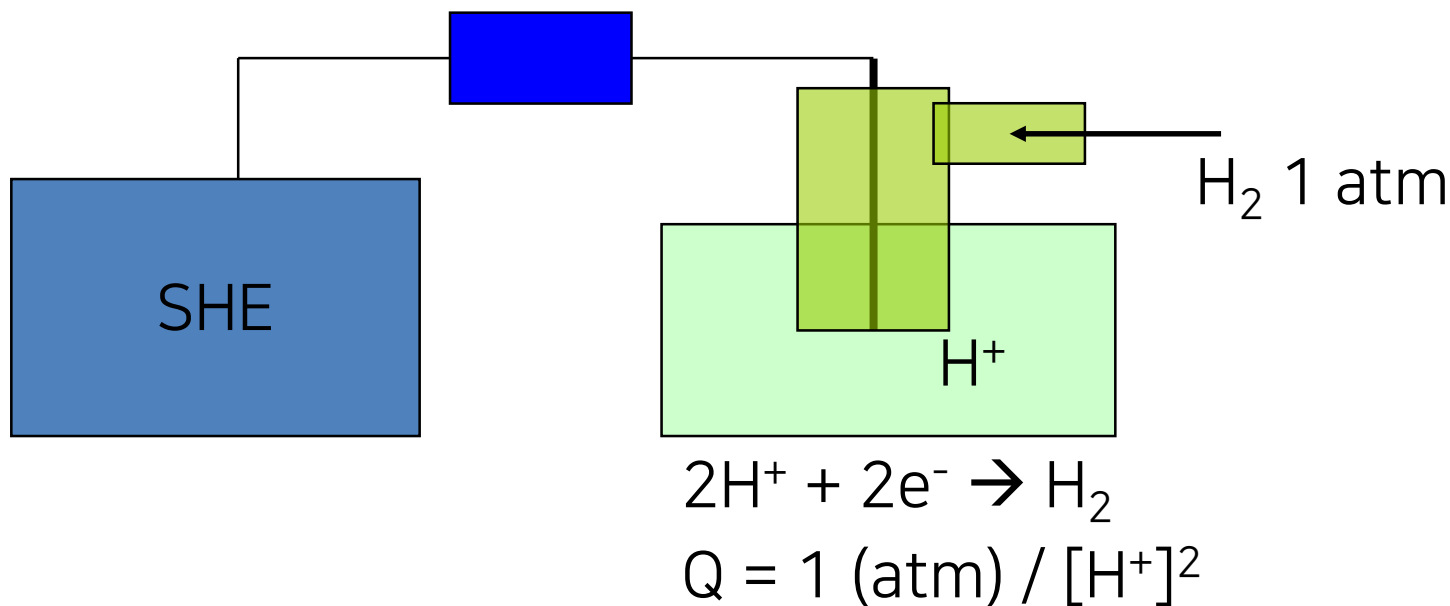 H₂ 1 atm
SHE
H⁺
2H⁺ + 2e⁻ → H₂
Q = 1 (atm) / [H⁺]²